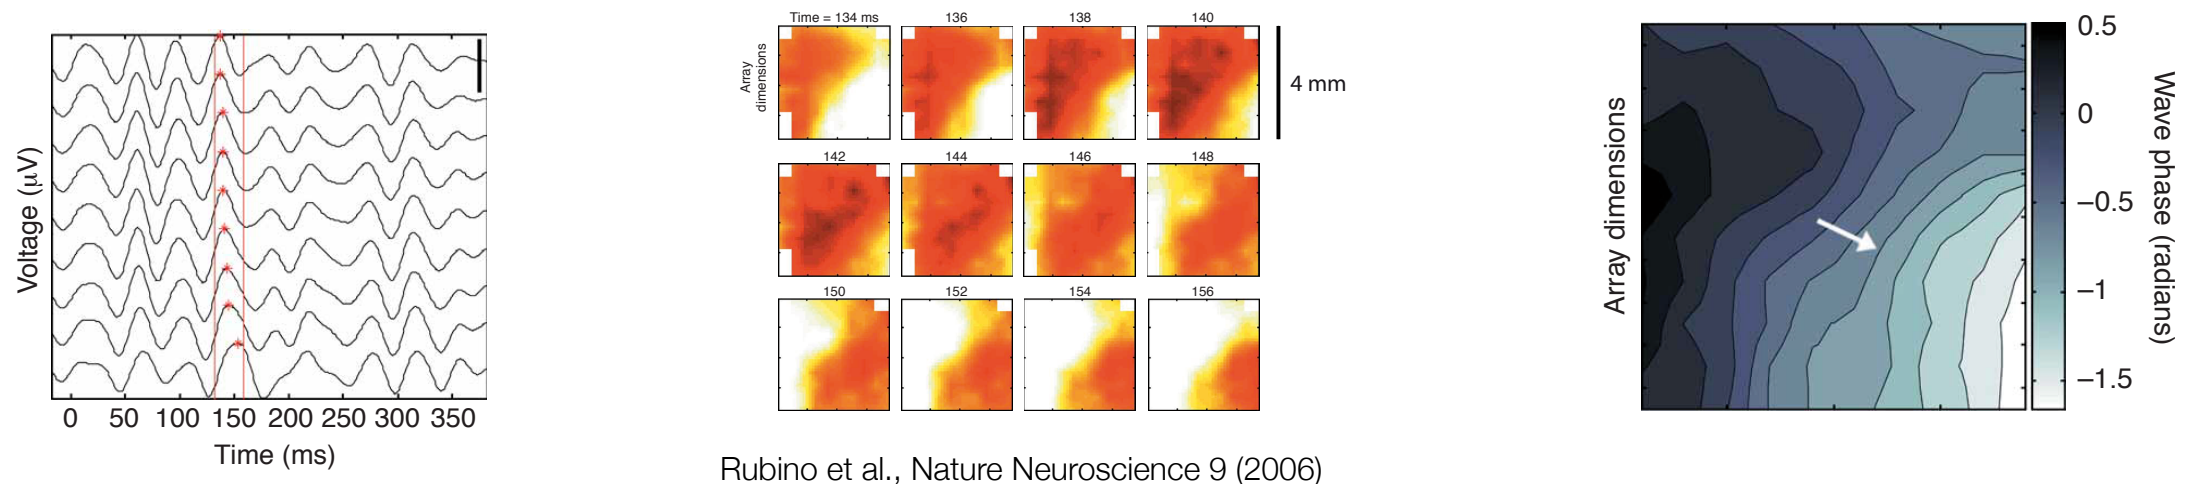 Voltage (μV)
0 50 100 150 200 250 300 350
Time (ms)
Time = 134 ms 136 138 140
Array
dimensions
4 mm
142 144 146 148
150 152 154 156
Rubino et al., Nature Neuroscience 9 (2006)
Array dimensions
0.5
0
−0.5
−1
−1.5
Wave phase (radians)